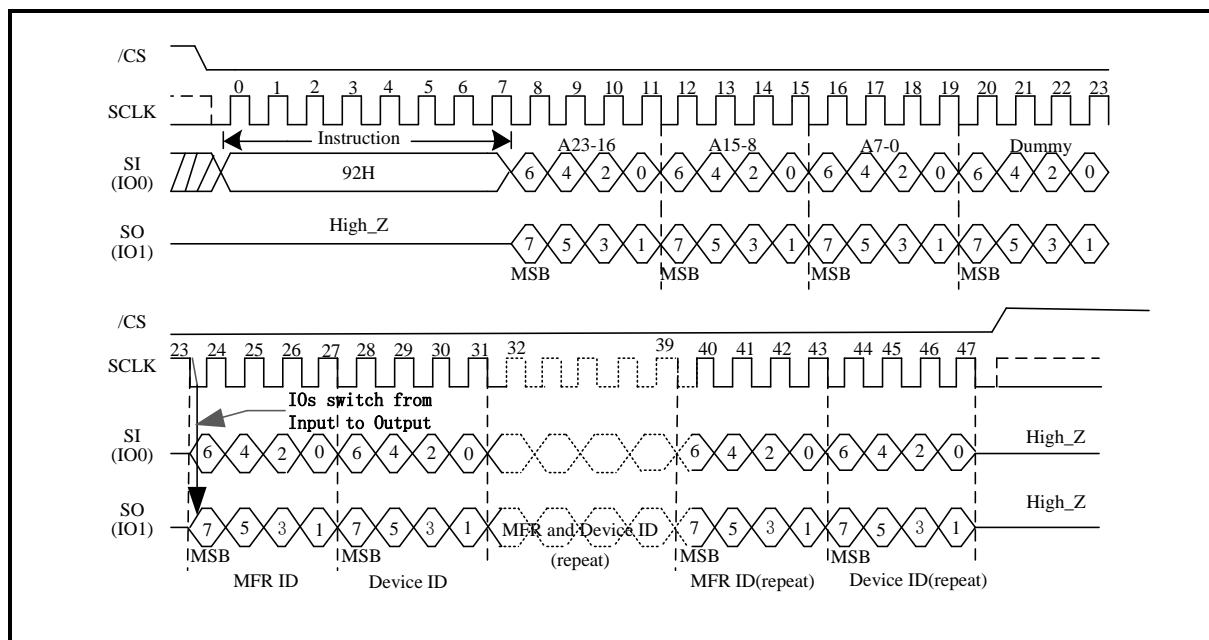 /CS
0 1 2 3 4 5 6 7 8 9 10 11 12 13 14 15 16 17 18 19 20 21 22 23
SCLK
Instruction A23-16 A15-8 A7-0 Dummy
SI
(IO0)
92H 6 4 2 0 6 4 2 0 6 4 2 0 6 4 2 0
High_Z
SO
(IO1)
7 5 3 1 7 5 3 1 7 5 3 1 7 5 3 1
MSB MSB MSB MSB
/CS
23 24 25 26 27 28 29 30 31 32 39 40 41 42 43 44 45 46 47
SCLK
IOs switch from
Input to Output
SI
(IO0)
6 4 2 0 6 4 2 0 6 4 2 0 6 4 2 0 High_Z
SO
(IO1)
7 5 3 1 7 5 3 1 MFR and Device ID 7 5 3 1 7 5 3 1 High_Z
(repeat)
MSB MSB MSB MSB
MFR ID Device ID MFR ID(repeat) Device ID(repeat)